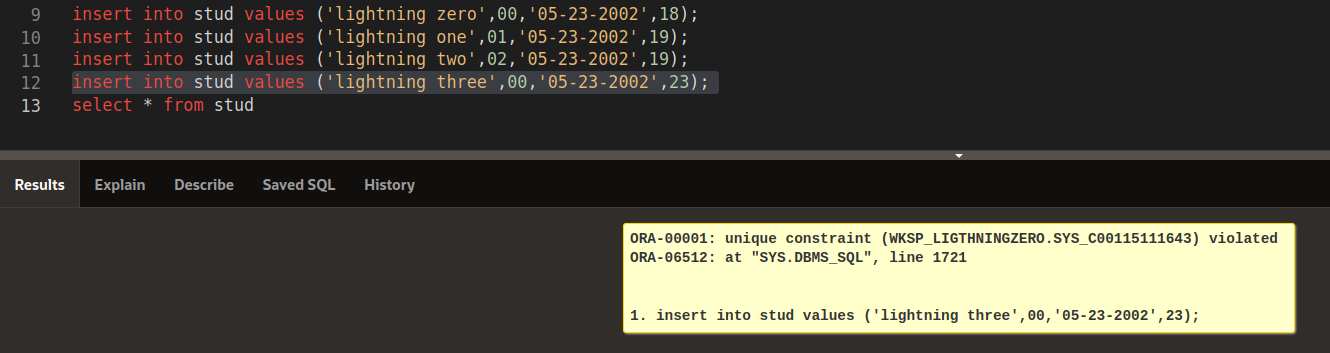 9 insert into stud values ('lightning zero',00,'05-23-2002',18);
10 insert into stud values ('lightning one',01,'05-23-2002',19);
11 insert into stud values ('lightning two',02,'05-23-2002',19);
12 insert into stud values ('lightning three',00,'05-23-2002',23);
13 select * from stud
Results Explain Describe Saved SQL History
ORA-00001: unique constraint (WKSP_LIGTHNINGZERO.SYS_C00115111643) violated
ORA-06512: at "SYS.DBMS_SQL", line 1721
1. insert into stud values ('lightning three',00,'05-23-2002',23);